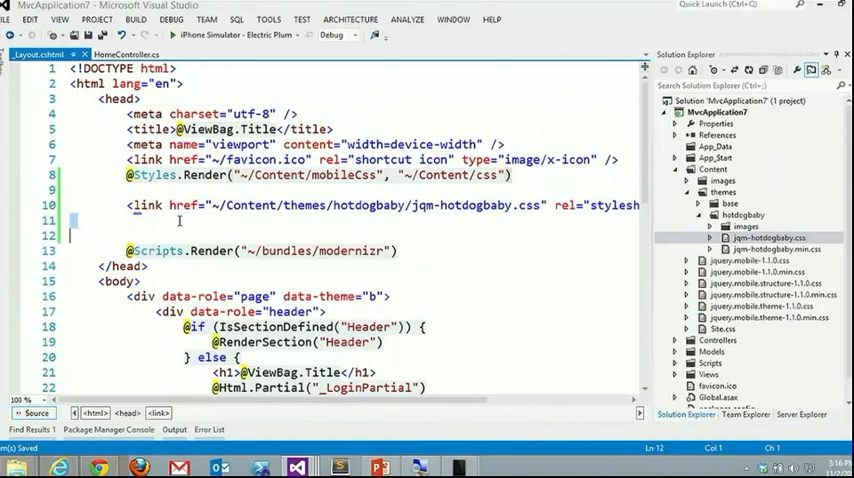 MvcApplication7 - Microsoft Visual Studio
Quick Launch (Ctrl+;)
EDIT VIEW PROJECT BUILD DEBUG TEAM SQL TOOLS TEST ARCHITECTURE ANALYZE WINDOW HELP
iPhone Simulator - Electric Plum
Debug
_Layout.cshtml
HomeController.cs
1 <!DOCTYPE html>
2 <html lang="en">
3 <head>
4 <meta charset="utf-8" />
5 <title>@ViewBag.Title</title>
6 <meta name="viewport" content="width=device-width" />
7 <link href="~/favicon.ico" rel="shortcut icon" type="image/x-icon" />
8 @Styles.Render("~/Content/mobileCss", "~/Content/css")
9
10 <link href="~/Content/themes/hotdogbaby/jqm-hotdogbaby.css" rel="stylesh
11
12
13 @Scripts.Render("~/bundles/modernizr")
14 </head>
15 <body>
16 <div data-role="page" data-theme="b">
17 <div data-role="header">
18 @if (IsSectionDefined("Header")) {
19 @RenderSection("Header")
20 } else {
21 <h1>@ViewBag.Title</h1>
22 @Html.Partial("_LoginPartial")
100 %
Source
<html> <head> <link>
Solution Explorer
Search Solution Explorer (Ctrl+;)
Solution 'MvcApplication7' (1 project)
MvcApplication7
Properties
References
App_Data
App_Start
Content
images
themes
base
hotdogbaby
images
jqm-hotdogbaby.css
jqm-hotdogbaby.min.css
jquery.mobile-1.1.0.css
jquery.mobile-1.1.0.min.css
jquery.mobile.structure-1.1.0.css
jquery.mobile.structure-1.1.0.min.css
jquery.mobile.theme-1.1.0.css
jquery.mobile.theme-1.1.0.min.css
Site.css
Controllers
Models
Scripts
Views
favicon.ico
Global.asax
Solution Explorer Team Explorer Server Explorer
Find Results 1 Package Manager Console Output Error List
m(s) Saved
Ln 12 Col 1 Ch 1
3:16 PM